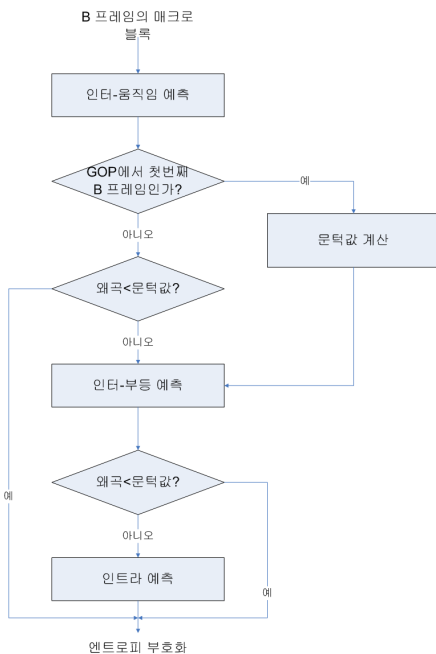 B 프레임의 매크로
블록
인터-움직임 예측
GOP에서 첫번째
B 프레임인가?
예
문턱값 계산
아니오
왜곡<문턱값?
아니오
인터-부등 예측
왜곡<문턱값?
예
아니오
인트라 예측
예
엔트로피 부호화